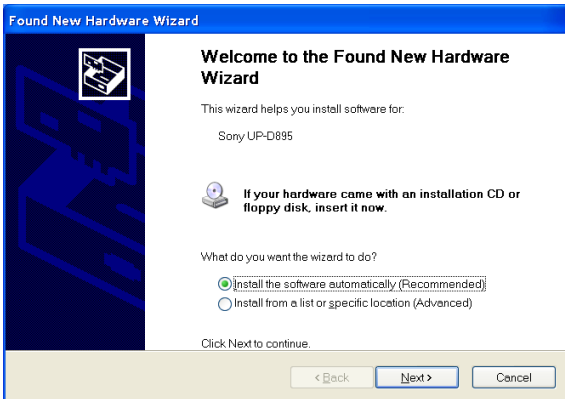 Found New Hardware Wizard
Welcome to the Found New Hardware
Wizard
This wizard helps you install software for:
Sony UP-D895
If your hardware came with an installation CD or
floppy disk, insert it now.
What do you want the wizard to do?
Install the software automatically (Recommended)
Install from a list or specific location (Advanced)
Click Next to continue.
< Back
Next >
Cancel